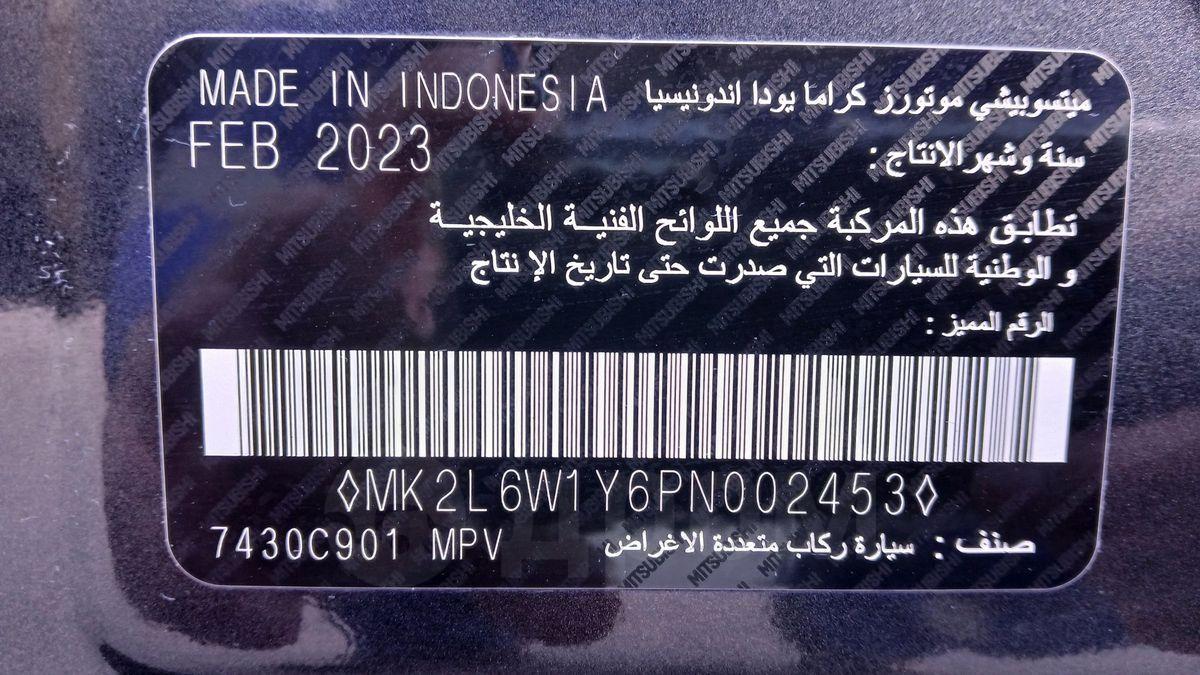 MADE IN INDONESIA ميتسوبيشي موتورز كراما يودا اندونيسيا
FEB 2023 سنة وشهر الانتاج :
تطابق هذه المركبة جميع اللوائح الفنية الخليجية
و الوطنية للسيارات التي صدرت حتى تاريخ الإ نتاج
الرقم المميز :
◊MK2L6W1Y6PN002453◊
7430C901 MPV صنف : سيارة ركاب متعددة الاغراض
MITSUBISHI